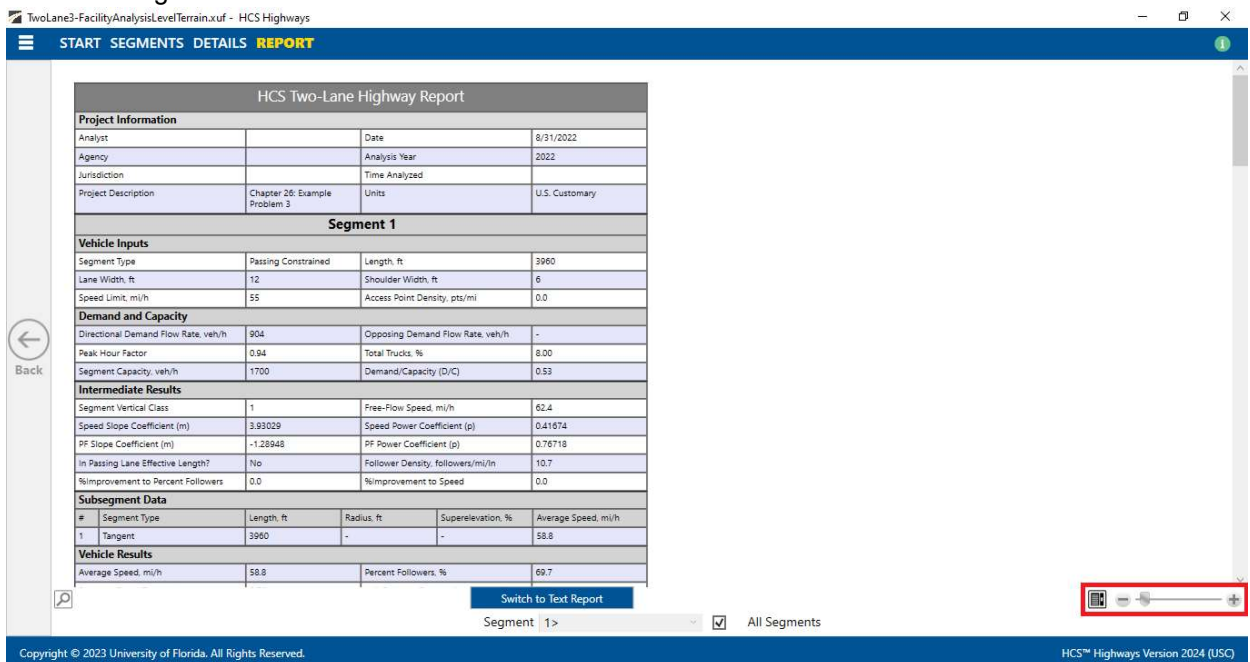 TwoLane3-FacilityAnalysisLevelTerrain.xuf - HCS Highways
START SEGMENTS DETAILS REPORT
HCS Two-Lane Highway Report
Project Information
Analyst Date 8/31/2022
Agency Analysis Year 2022
Jurisdiction Time Analyzed
Project Description Chapter 26: Example Problem 3 Units U.S. Customary
Segment 1
Vehicle Inputs
Segment Type Passing Constrained Length, ft 3960
Lane Width, ft 12 Shoulder Width, ft 6
Speed Limit, mi/h 55 Access Point Density, pts/mi 0.0
Demand and Capacity
Directional Demand Flow Rate, veh/h 904 Opposing Demand Flow Rate, veh/h -
Peak Hour Factor 0.94 Total Trucks, % 8.00
Segment Capacity, veh/h 1700 Demand/Capacity (D/C) 0.53
Intermediate Results
Segment Vertical Class 1 Free-Flow Speed, mi/h 62.4
Speed Slope Coefficient (m) 3.93029 Speed Power Coefficient (p) 0.41674
PF Slope Coefficient (m) -1.28948 PF Power Coefficient (p) 0.76718
In Passing Lane Effective Length? No Follower Density, followers/mi/ln 10.7
%Improvement to Percent Followers 0.0 %Improvement to Speed 0.0
Subsegment Data
# Segment Type Length, ft Radius, ft Superelevation, % Average Speed, mi/h
1 Tangent 3960 - - 58.8
Vehicle Results
Average Speed, mi/h 58.8 Percent Followers, % 69.7
Back
Switch to Text Report
Segment 1> All Segments
Copyright © 2023 University of Florida. All Rights Reserved. HCS™ Highways Version 2024 (USC)